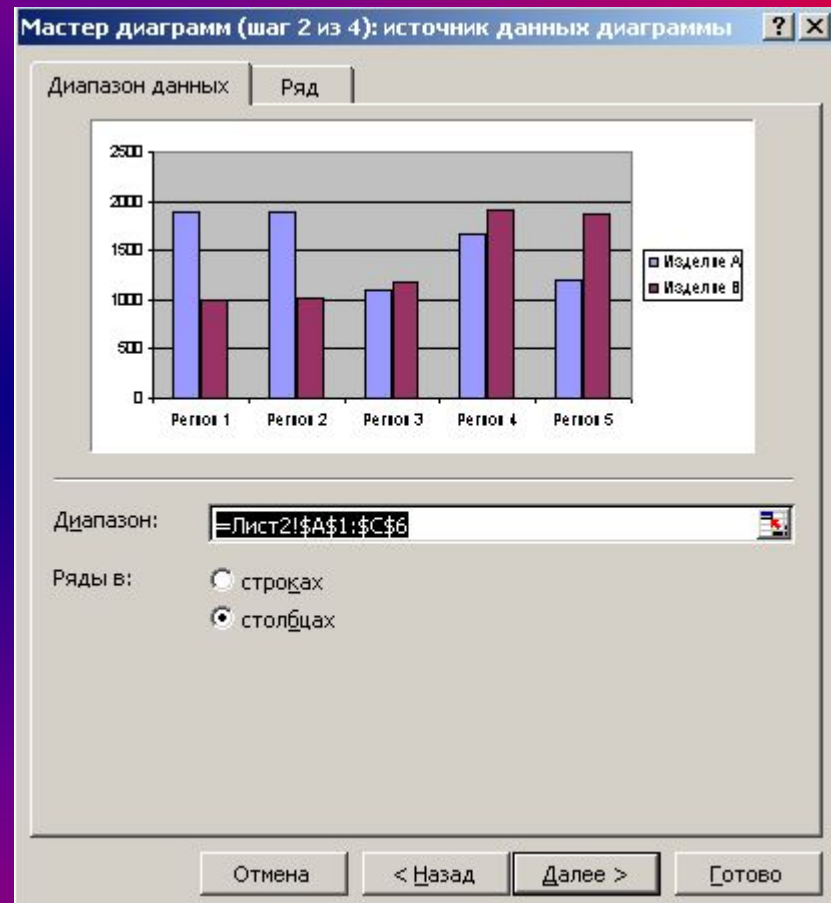 Мастер диаграмм (шаг 2 из 4): источник данных диаграммы
Диапазон данных
Ряд
2500
2000
1500
1000
500
0
Регион 1
Регион 2
Регион 3
Регион 4
Регион 5
Изделие А
Изделие В
Диапазон:
=Лист2!$A$1:$C$6
Ряды в:
строках
столбцах
Отмена
< Назад
Далее >
Готово